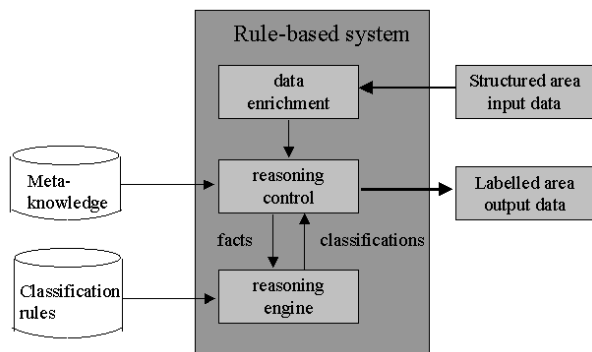 Rule-based system
data
enrichment
Structured area
input data
Meta-
knowledge
reasoning
control
Labelled area
output data
facts
classifications
Classification
rules
reasoning
engine